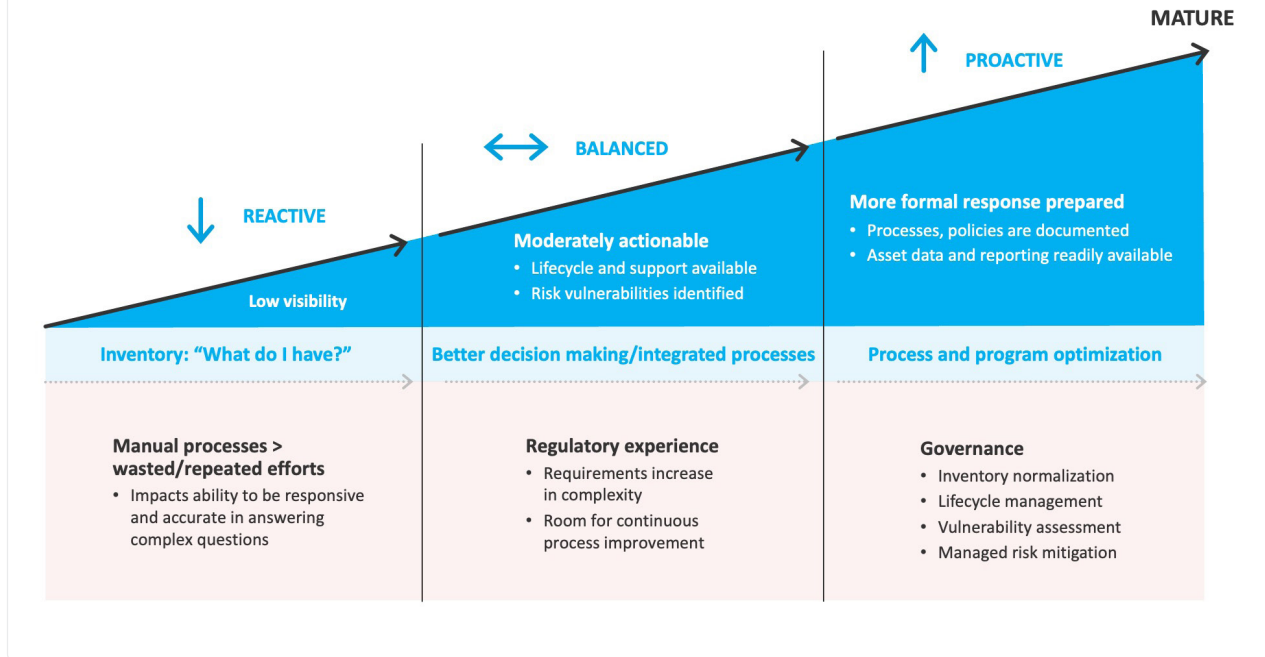 MATURE
PROACTIVE
BALANCED
REACTIVE
Low visibility
Moderately actionable
• Lifecycle and support available
• Risk vulnerabilities identified
More formal response prepared
• Processes, policies are documented
• Asset data and reporting readily available
Inventory: “What do I have?”
Better decision making/integrated processes
Process and program optimization
Manual processes >
wasted/repeated efforts
• Impacts ability to be responsive
and accurate in answering
complex questions
Regulatory experience
• Requirements increase
in complexity
• Room for continuous
process improvement
Governance
• Inventory normalization
• Lifecycle management
• Vulnerability assessment
• Managed risk mitigation